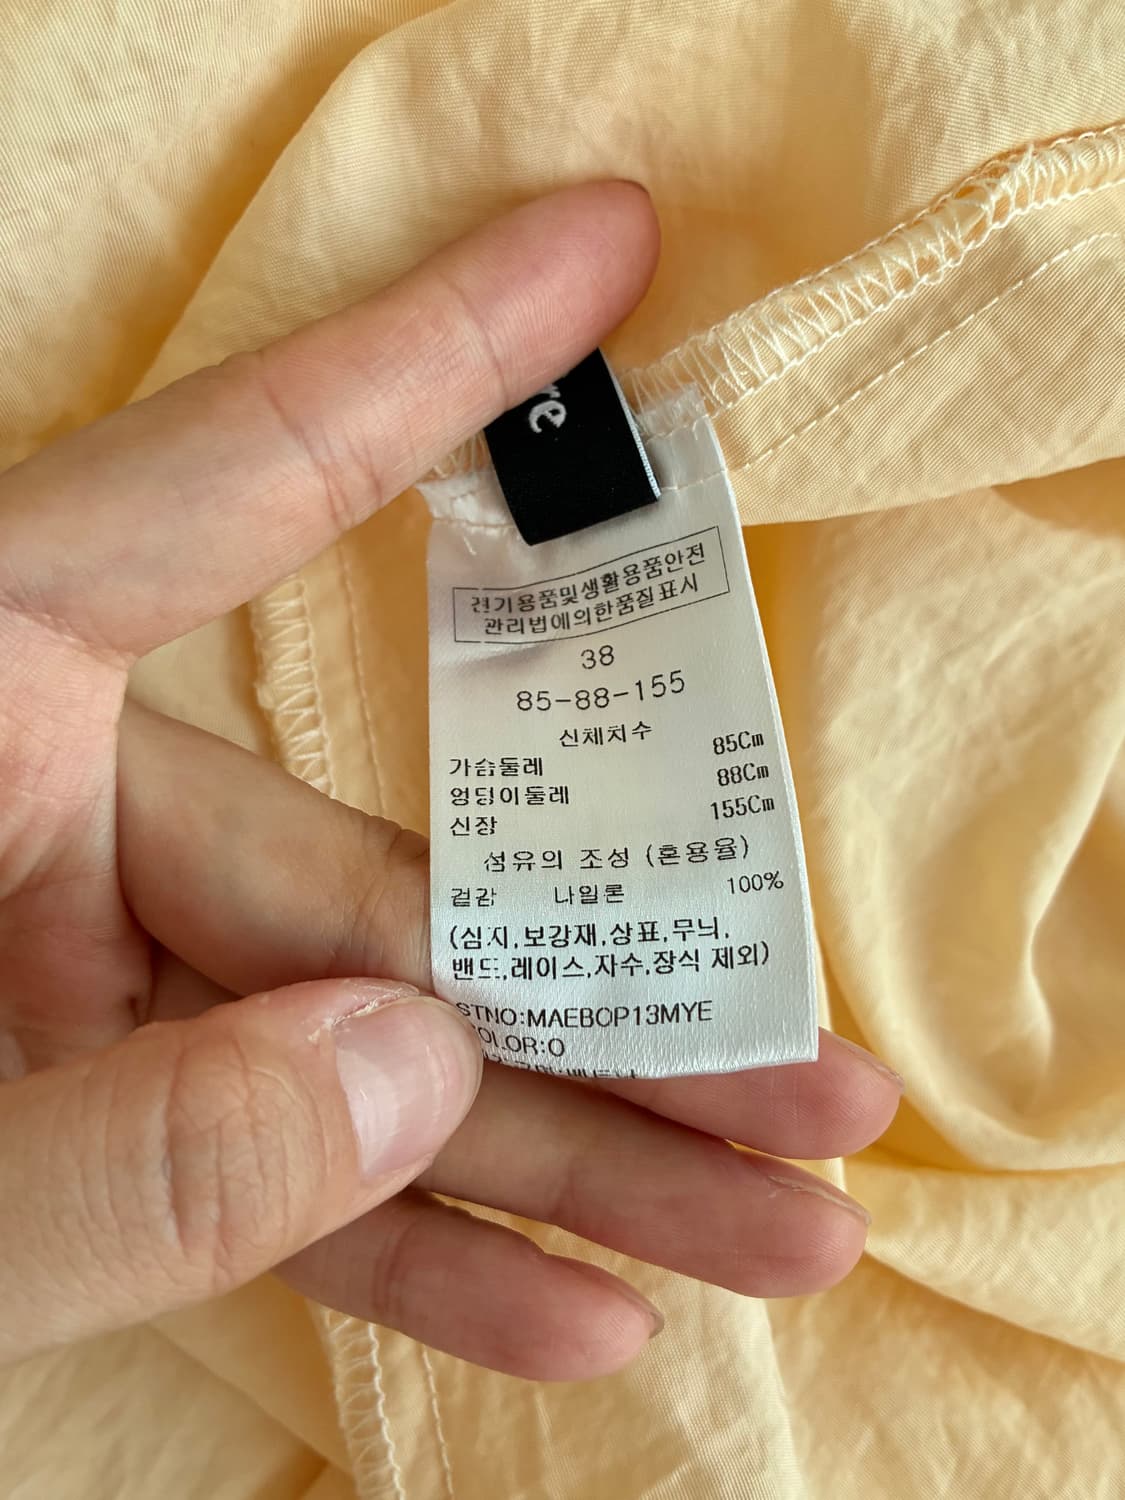 전기용품및생활용품안전
관리법에의한품질표시
38
85-88-155
신체치수
가슴둘레 85Cm
엉덩이둘레 88Cm
신장 155Cm
섬유의 조성 (혼용율)
겉감 나일론 100%
(심지,보강재,상표,무늬,
밴드,레이스,자수,장식 제외)
STNO:MAEBOP13MYE
COLOR:O